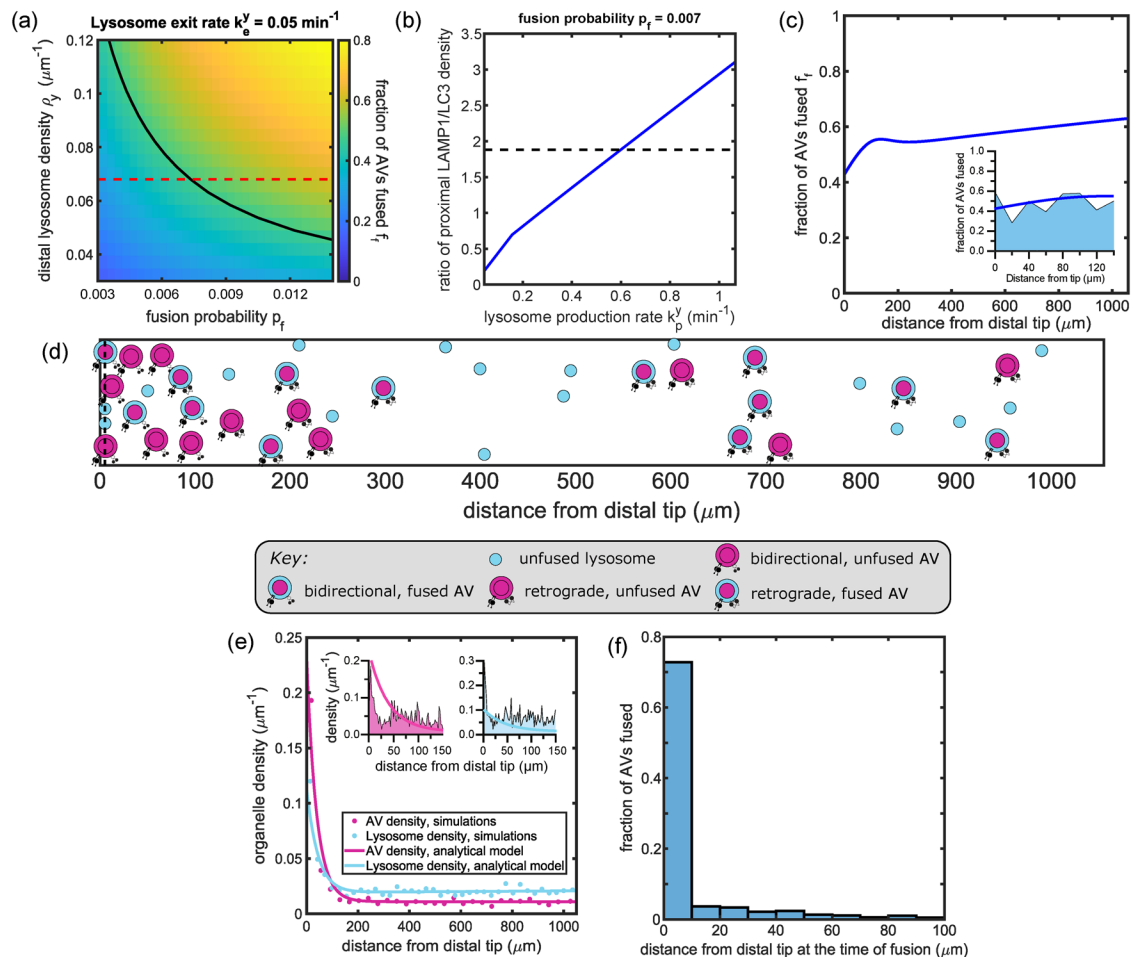 (a)
Lysosome exit rate k_e^y = 0.05 min⁻¹
distal lysosome density ρ_y (μm⁻¹)
0.12
0.1
0.08
0.06
0.04
0.003 0.006 0.009 0.012
fusion probability p_f
0.8
0.6
0.4
0.2
0
fraction of AVs fused f_f
(b)
fusion probability p_f = 0.007
ratio of proximal LAMP1/LC3 density
3.5
3
2.5
2
1.5
1
0.5
0
0.2 0.4 0.6 0.8 1
lysosome production rate k_p^y (min⁻¹)
(c)
fraction of AVs fused f_f
1
0.8
0.6
0.4
0.2
0
0 200 400 600 800 1000
distance from distal tip (μm)
fraction of AVs fused
1.0
0.8
0.6
0.4
0.2
0.0
0 40 80 120
Distance from tip (μm)
(d)
0 100 200 300 400 500 600 700 800 900 1000
distance from distal tip (μm)
Key:
unfused lysosome
bidirectional, unfused AV
bidirectional, fused AV
retrograde, unfused AV
retrograde, fused AV
(e)
organelle density (μm⁻¹)
0.25
0.2
0.15
0.1
0.05
0
0 200 400 600 800 1000
distance from distal tip (μm)
density (μm⁻¹)
0.2
0.1
0.0
0 50 100 150
0.3
0.2
0.1
0.0
0 50 100 150
distance from distal tip (μm)
AV density, simulations
Lysosome density, simulations
AV density, analytical model
Lysosome density, analytical model
(f)
fraction of AVs fused
0.8
0.6
0.4
0.2
0
0 20 40 60 80 100
distance from distal tip at the time of fusion (μm)